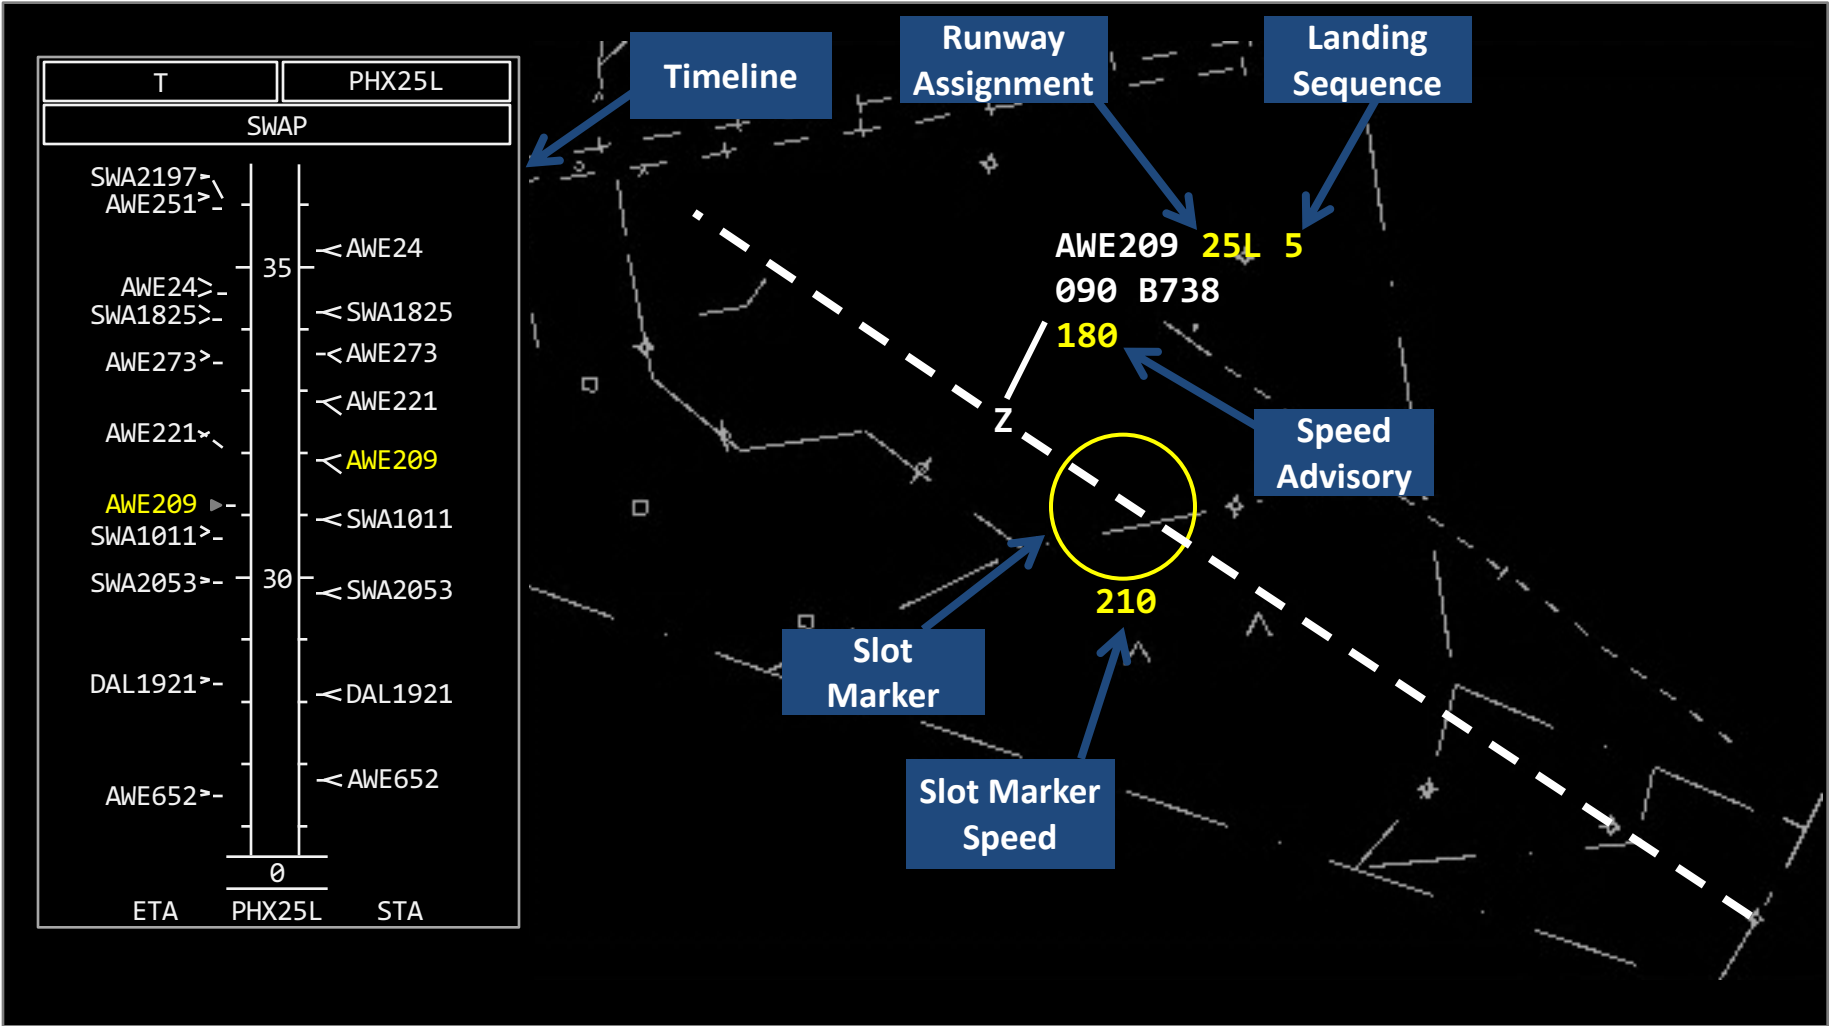 T
PHX25L
SWAP
SWA2197
AWE251
AWE24
SWA1825
AWE273
AWE221
AWE209
SWA1011
SWA2053
DAL1921
AWE652
35
30
0
AWE24
SWA1825
AWE273
AWE221
AWE209
SWA1011
SWA2053
DAL1921
AWE652
ETA
PHX25L
STA
Timeline
Runway
Assignment
Landing
Sequence
AWE209 25L 5
090 B738
180
Z
Speed
Advisory
210
Slot
Marker
Slot Marker
Speed